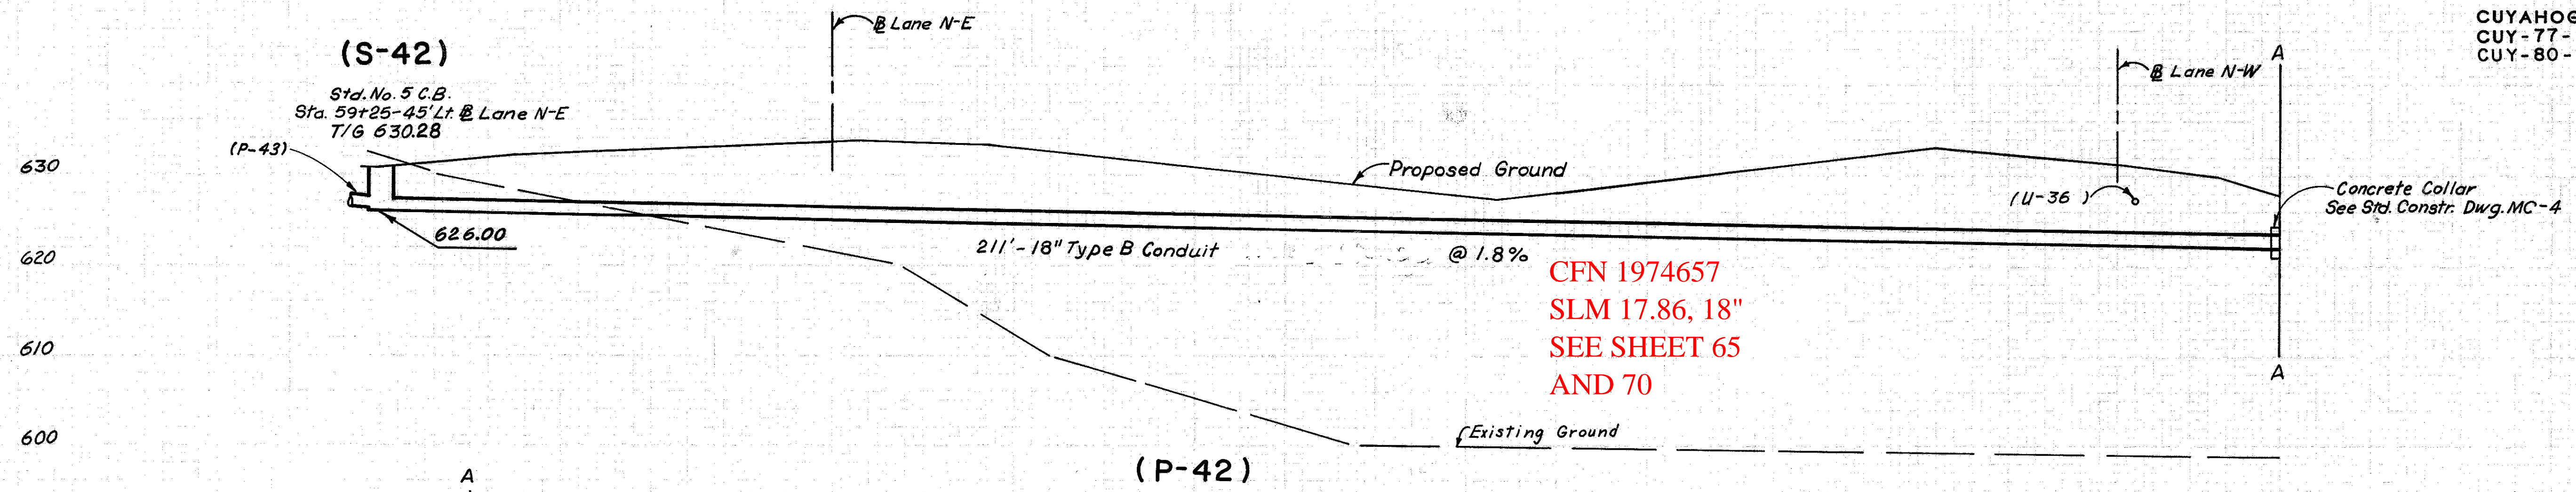 CUYAHOG
CUY-77-
CUY-80-
(S-42)
Std. No. 5 C.B.
Sta. 59+25-45' Lt. ℄ Lane N-E
T/G 630.28
(P-43)
℄ Lane N-E
℄ Lane N-W
A
630
620
610
600
Proposed Ground
(U-36)
Concrete Collar
See Std. Constr. Dwg. MC-4
626.00
211'-18" Type B Conduit
@ 1.8%
CFN 1974657
SLM 17.86, 18"
SEE SHEET 65
AND 70
A
Existing Ground
(P-42)
A